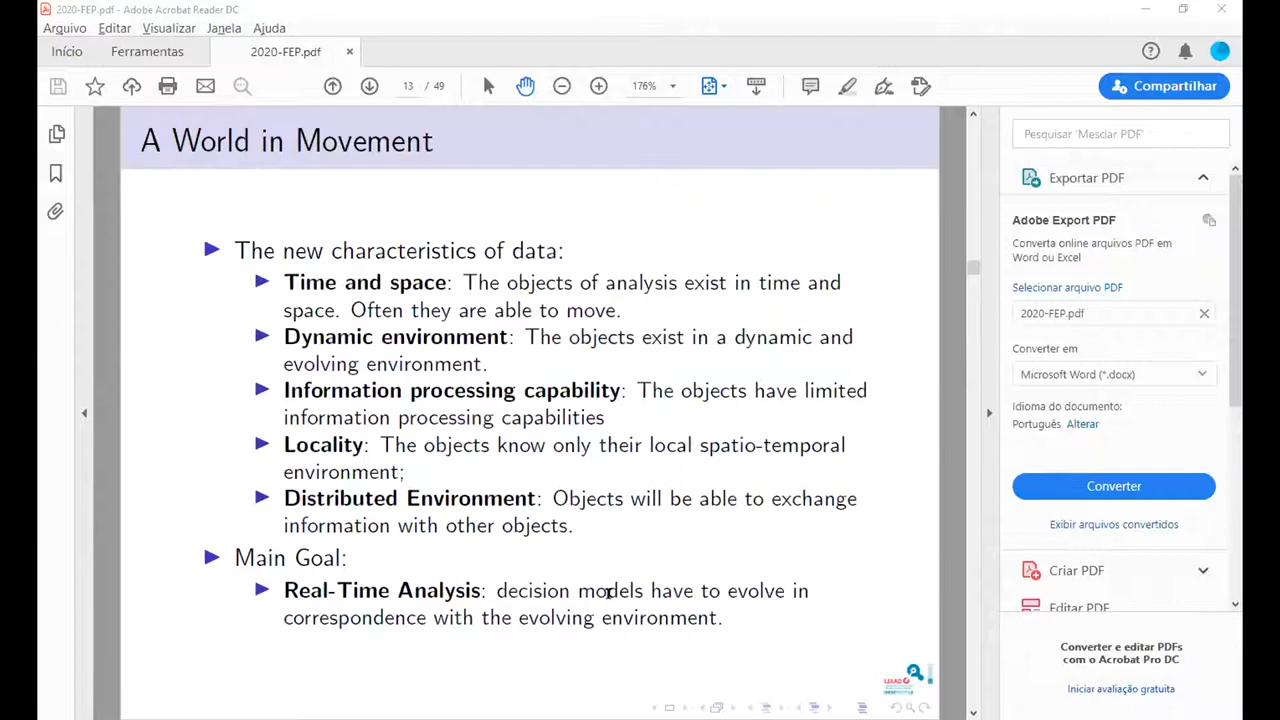 2020-FEP.pdf - Adobe Acrobat Reader DC
Arquivo Editar Visualizar Janela Ajuda
Início Ferramentas 2020-FEP.pdf
13 / 49 176% Compartilhar
A World in Movement
The new characteristics of data:
Time and space: The objects of analysis exist in time and
space. Often they are able to move.
Dynamic environment: The objects exist in a dynamic and
evolving environment.
Information processing capability: The objects have limited
information processing capabilities
Locality: The objects know only their local spatio-temporal
environment;
Distributed Environment: Objects will be able to exchange
information with other objects.
Main Goal:
Real-Time Analysis: decision models have to evolve in
correspondence with the evolving environment.
Pesquisar 'Mesclar PDF'
Exportar PDF
Adobe Export PDF
Converta online arquivos PDF em
Word ou Excel
Selecionar arquivo PDF
2020-FEP.pdf
Converter em
Microsoft Word (*.docx)
Idioma do documento:
Português Alterar
Converter
Exibir arquivos convertidos
Criar PDF
Editar PDF
Converter e editar PDFs
com o Acrobat Pro DC
Iniciar avaliação gratuita